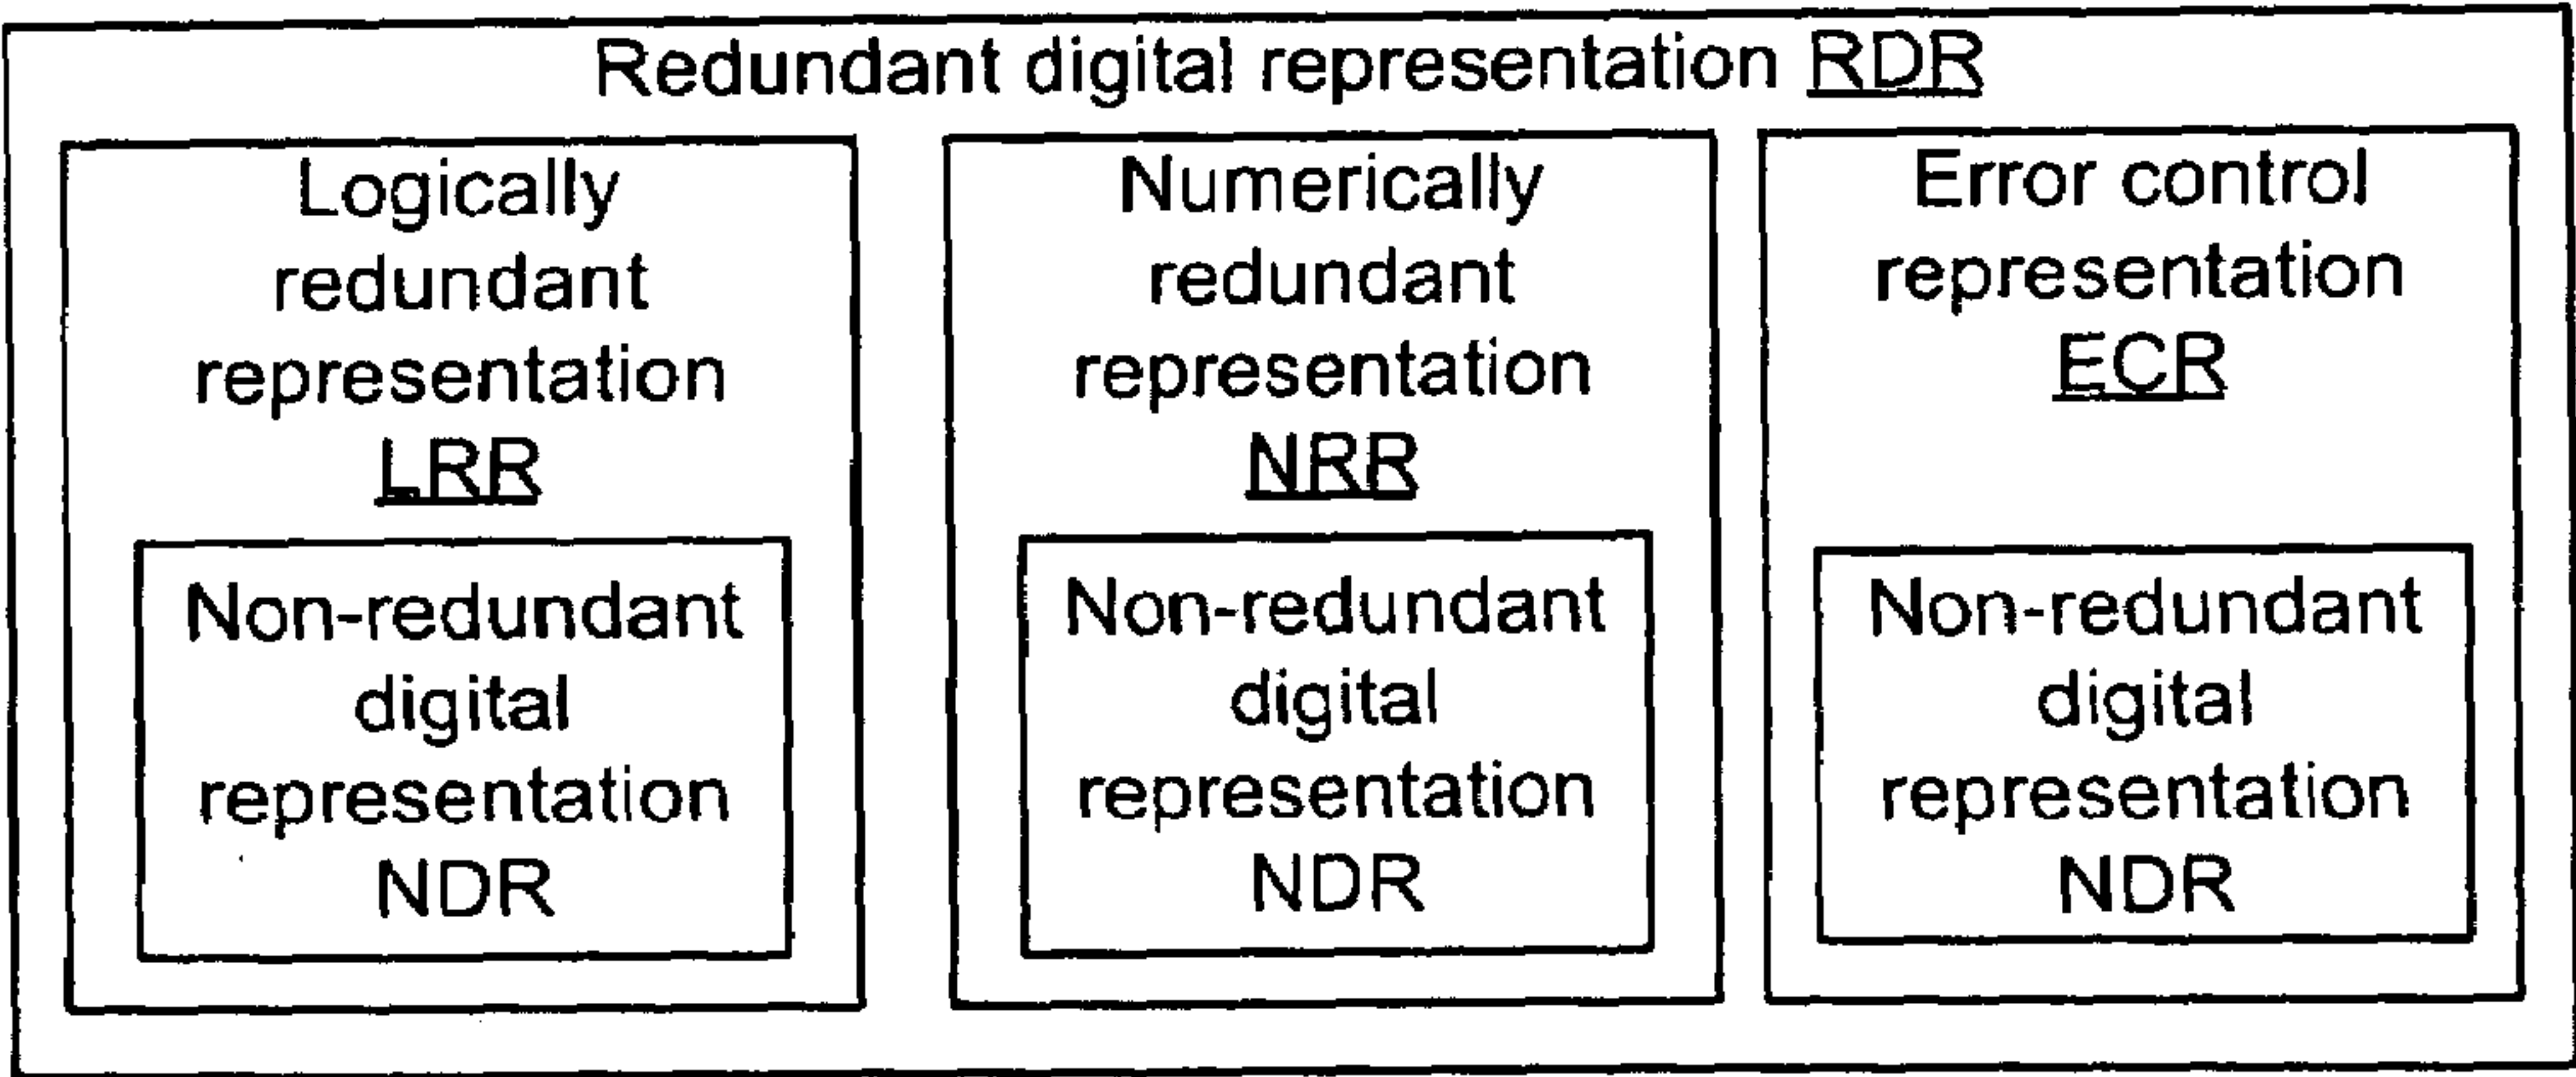 Redundant digital representation RDR
Logically
redundant
representation
LRR
Non-redundant
digital
representation
NDR
Numerically
redundant
representation
NRR
Non-redundant
digital
representation
NDR
Error control
representation
ECR
Non-redundant
digital
representation
NDR